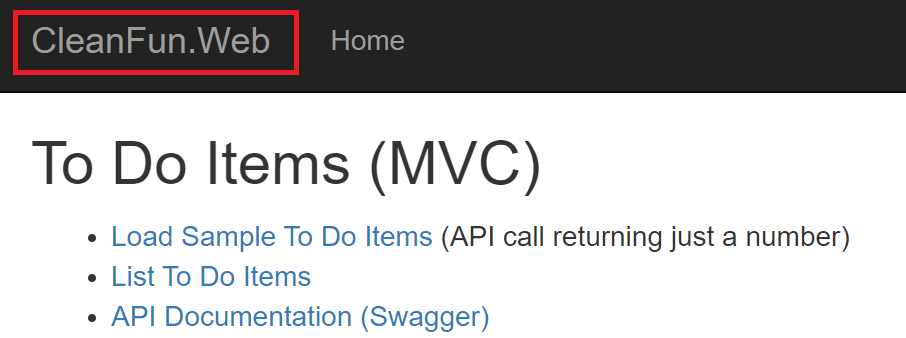 CleanFun.Web Home
To Do Items (MVC)
• Load Sample To Do Items (API call returning just a number)
• List To Do Items
• API Documentation (Swagger)